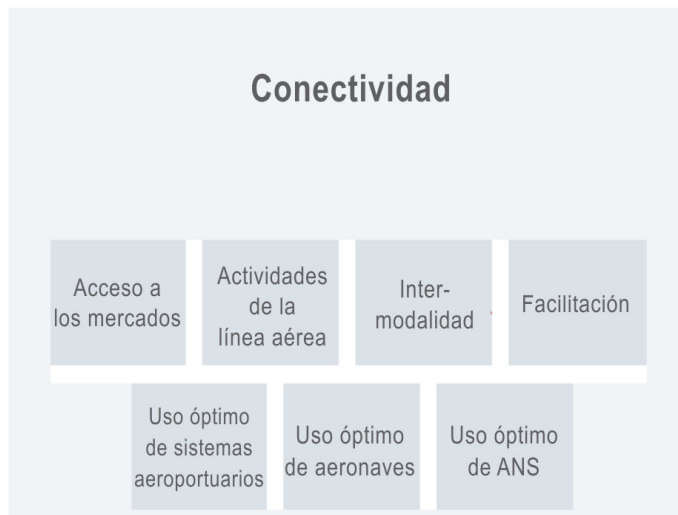 Conectividad
Acceso a
los mercados
Actividades
de la
línea aérea
Inter-
modalidad
Facilitación
Uso óptimo
de sistemas
aeroportuarios
Uso óptimo
de aeronaves
Uso óptimo
de ANS